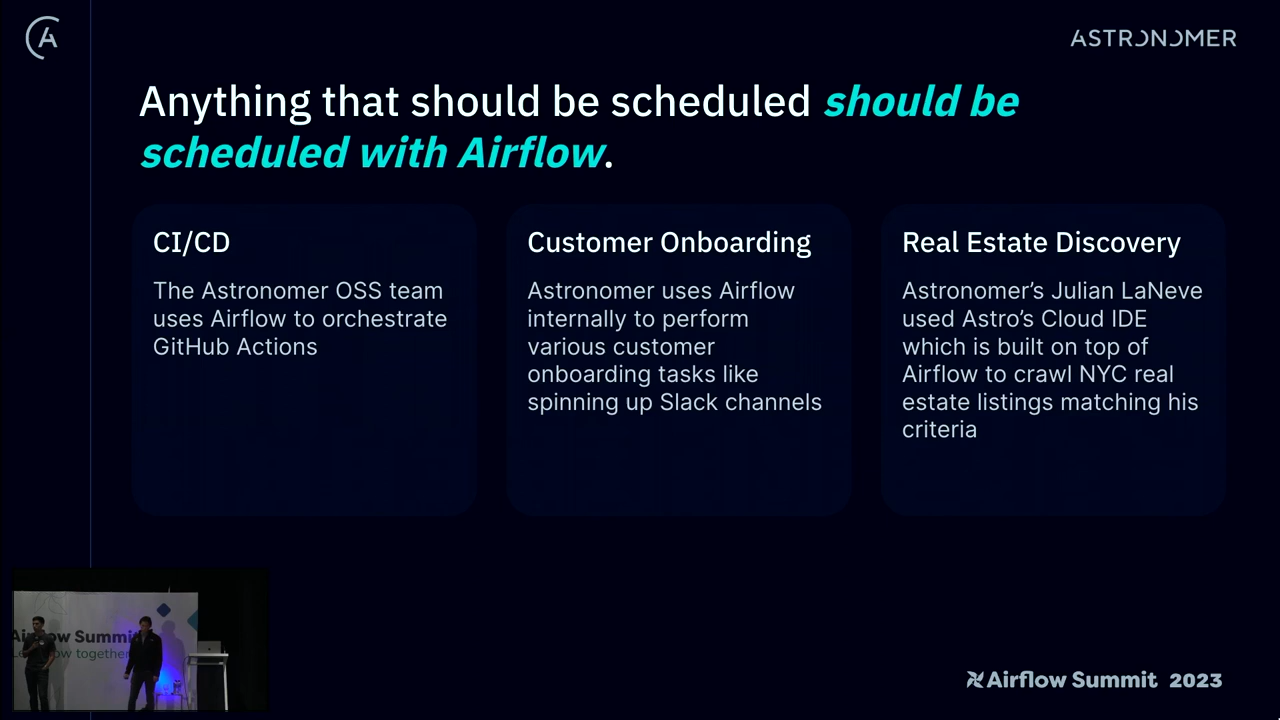 ASTRONOMER
Anything that should be scheduled should be
scheduled with Airflow.
CI/CD
The Astronomer OSS team
uses Airflow to orchestrate
GitHub Actions
Customer Onboarding
Astronomer uses Airflow
internally to perform
various customer
onboarding tasks like
spinning up Slack channels
Real Estate Discovery
Astronomer’s Julian LaNeve
used Astro’s Cloud IDE
which is built on top of
Airflow to crawl NYC real
estate listings matching his
criteria
Airflow Summit
together
Airflow Summit 2023